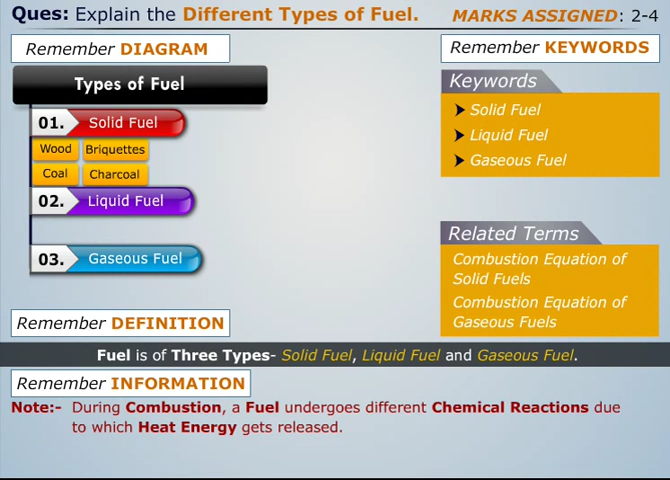 Ques: Explain the Different Types of Fuel.
MARKS ASSIGNED: 2-4
Remember DIAGRAM
Remember KEYWORDS
Types of Fuel
01. Solid Fuel
Wood Briquettes
Coal Charcoal
02. Liquid Fuel
03. Gaseous Fuel
Keywords
Solid Fuel
Liquid Fuel
Gaseous Fuel
Related Terms
Combustion Equation of
Solid Fuels
Combustion Equation of
Gaseous Fuels
Remember DEFINITION
Fuel is of Three Types- Solid Fuel, Liquid Fuel and Gaseous Fuel.
Remember INFORMATION
Note:- During Combustion, a Fuel undergoes different Chemical Reactions due
to which Heat Energy gets released.